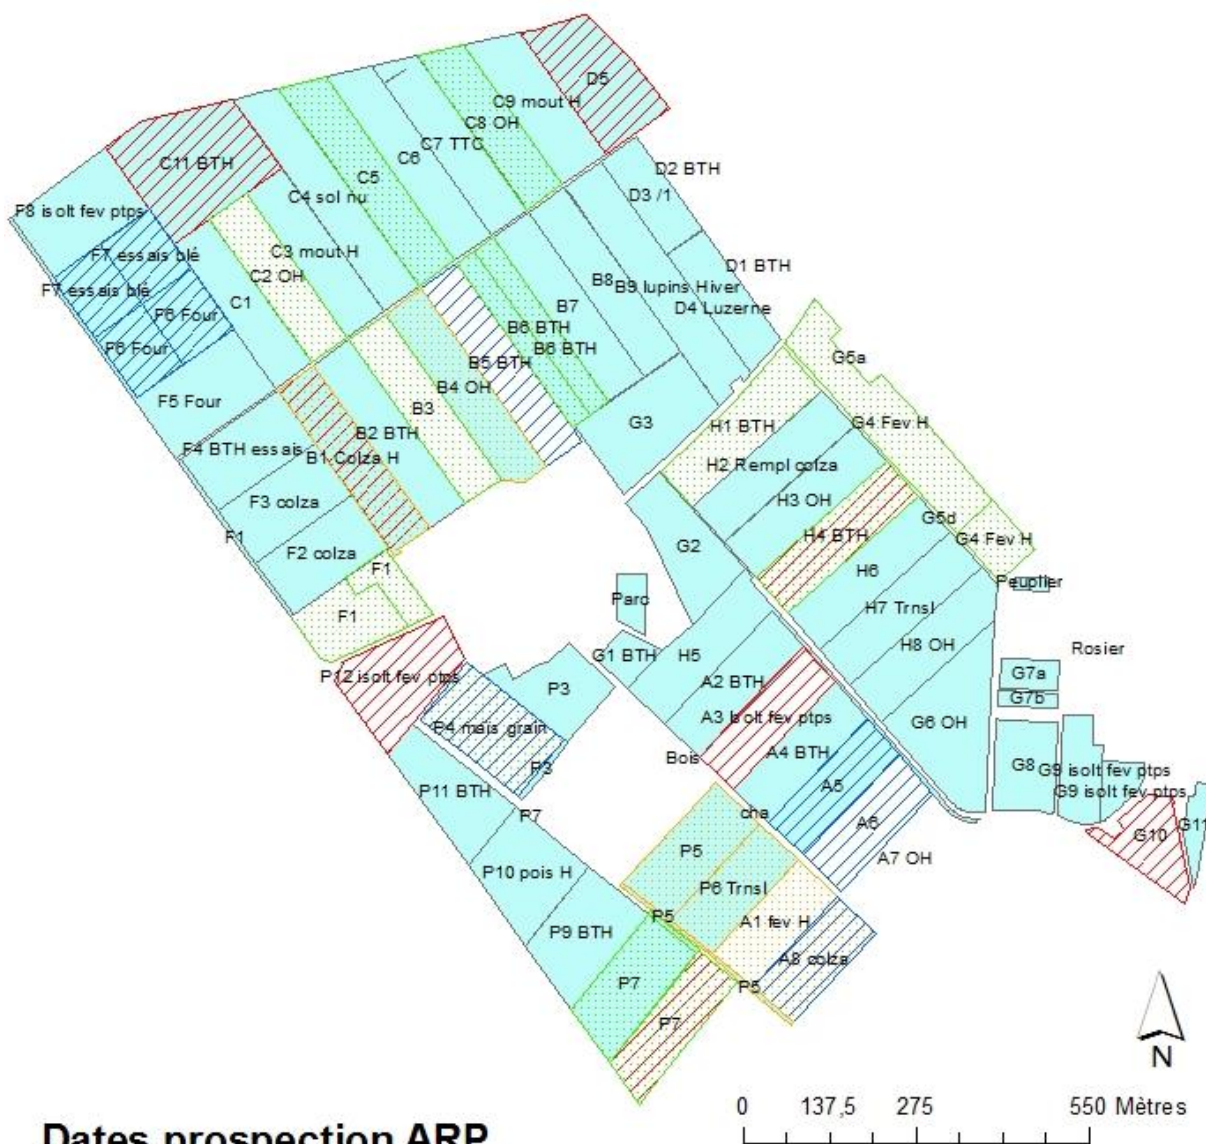 D5
C9 mout H
C8 OH
C7 TTC
C6
C5
C11 BTH
C4 sol nu
D2 BTH
D3 /1
F8 isolt fev ptps
C3 mout H
F7 essais blé
C2 OH
D1 BTH
F7 essais blé
B8
B9 lupins Hiver
C1
B7
D4 Luzerne
F6 Four
B6 BTH
F6 Four
B6 BTH
G5a
B5 BTH
B4 OH
F5 Four
B3
G3
H1 BTH
G4 Fev H
B2 BTH
F4 BTH essais
B1 Colza H
H2 Rempl colza
F3 colza
H3 OH
G5d
F1
H4 BTH
G4 Fev H
F2 colza
G2
F1
H6
Peuplier
Parc
H7 Trnsl
F1
H8 OH
Rosier
G1 BTH
H5
P12 isolt fev ptps
G7a
A2 BTH
P3
G7b
A3 isolt fev ptps
G6 OH
P4 maïs grain
A4 BTH
Bois
G8
G9 isolt fev ptps
P3
A5
G9 isolt fev ptps
P11 BTH
P7
cha
A6
G11
G10
P5
A7 OH
P10 pois H
P6 Trnsl
P5
A1 fev H
P9 BTH
A8 colza
P7
P5
P7
N
0 137,5 275 550 Mètres
Dates prospection ARP